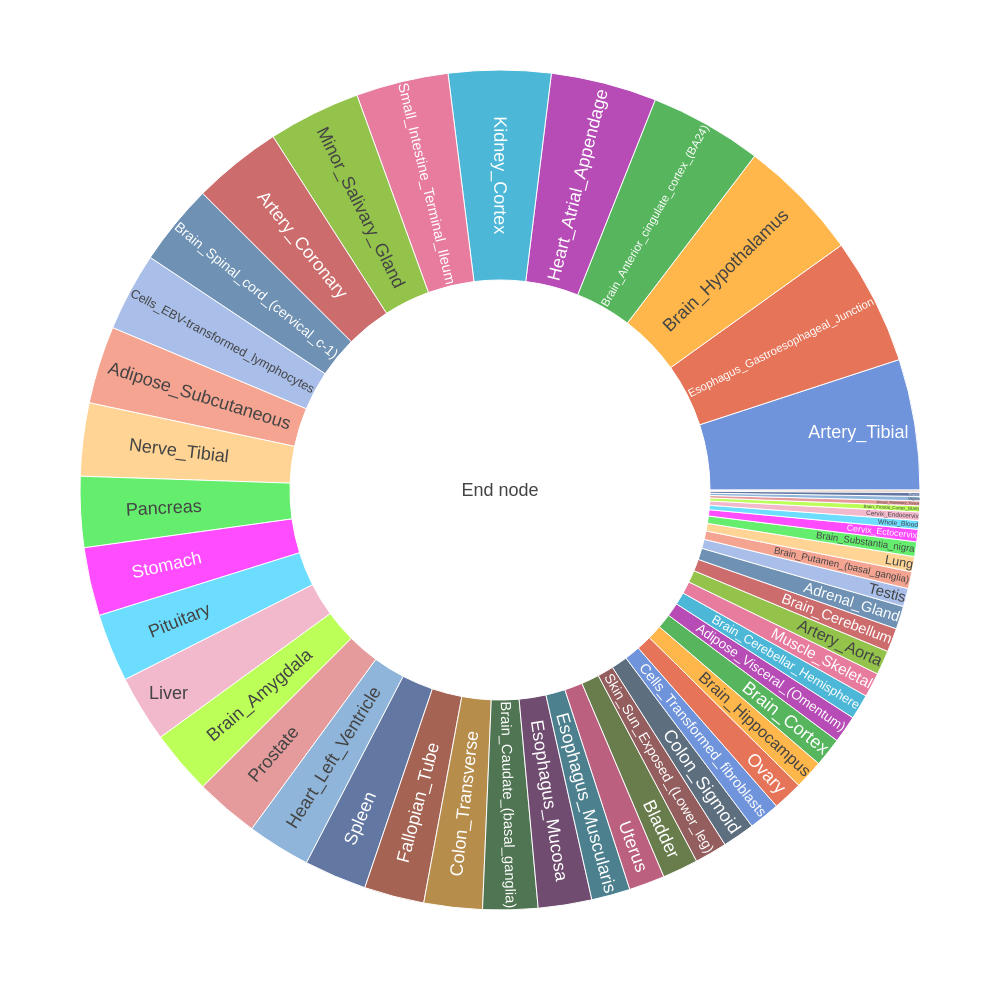 End node
Artery_Tibial
Esophagus_Gastroesophageal_Junction
Brain_Hypothalamus
Brain_Anterior_cingulate_cortex_(BA24)
Heart_Atrial_Appendage
Kidney_Cortex
Small_Intestine_Terminal_Ileum
Minor_Salivary_Gland
Artery_Coronary
Brain_Spinal_cord_(cervical_c-1)
Cells_EBV-transformed_lymphocytes
Adipose_Subcutaneous
Nerve_Tibial
Pancreas
Stomach
Pituitary
Liver
Brain_Amygdala
Prostate
Heart_Left_Ventricle
Spleen
Fallopian_Tube
Colon_Transverse
Brain_Caudate_(basal_ganglia)
Esophagus_Mucosa
Esophagus_Muscularis
Uterus
Bladder
Skin_Sun_Exposed_(Lower_leg)
Colon_Sigmoid
Cells_Transformed_fibroblasts
Ovary
Brain_Hippocampus
Brain_Cortex
Adipose_Visceral_(Omentum)
Brain_Cerebellar_Hemisphere
Muscle_Skeletal
Artery_Aorta
Brain_Cerebellum
Adrenal_Gland
Testis
Brain_Putamen_(basal_ganglia)
Lung
Brain_Substantia_nigra
Cervix_Ectocervix
Whole_Blood
Cervix_Endocervix